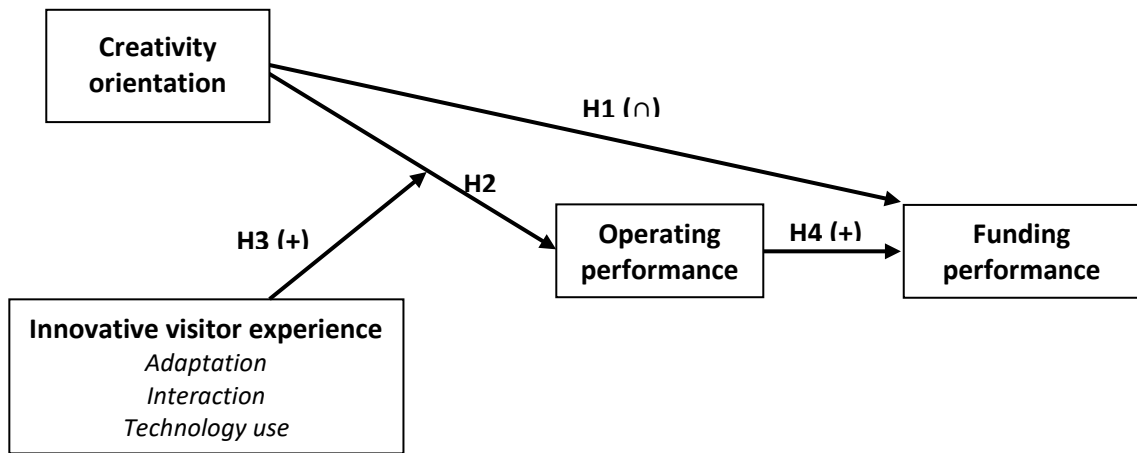 Creativity
orientation
H1 (∩)
H2
H3 (+)
Operating
performance
H4 (+)
Funding
performance
Innovative visitor experience
Adaptation
Interaction
Technology use